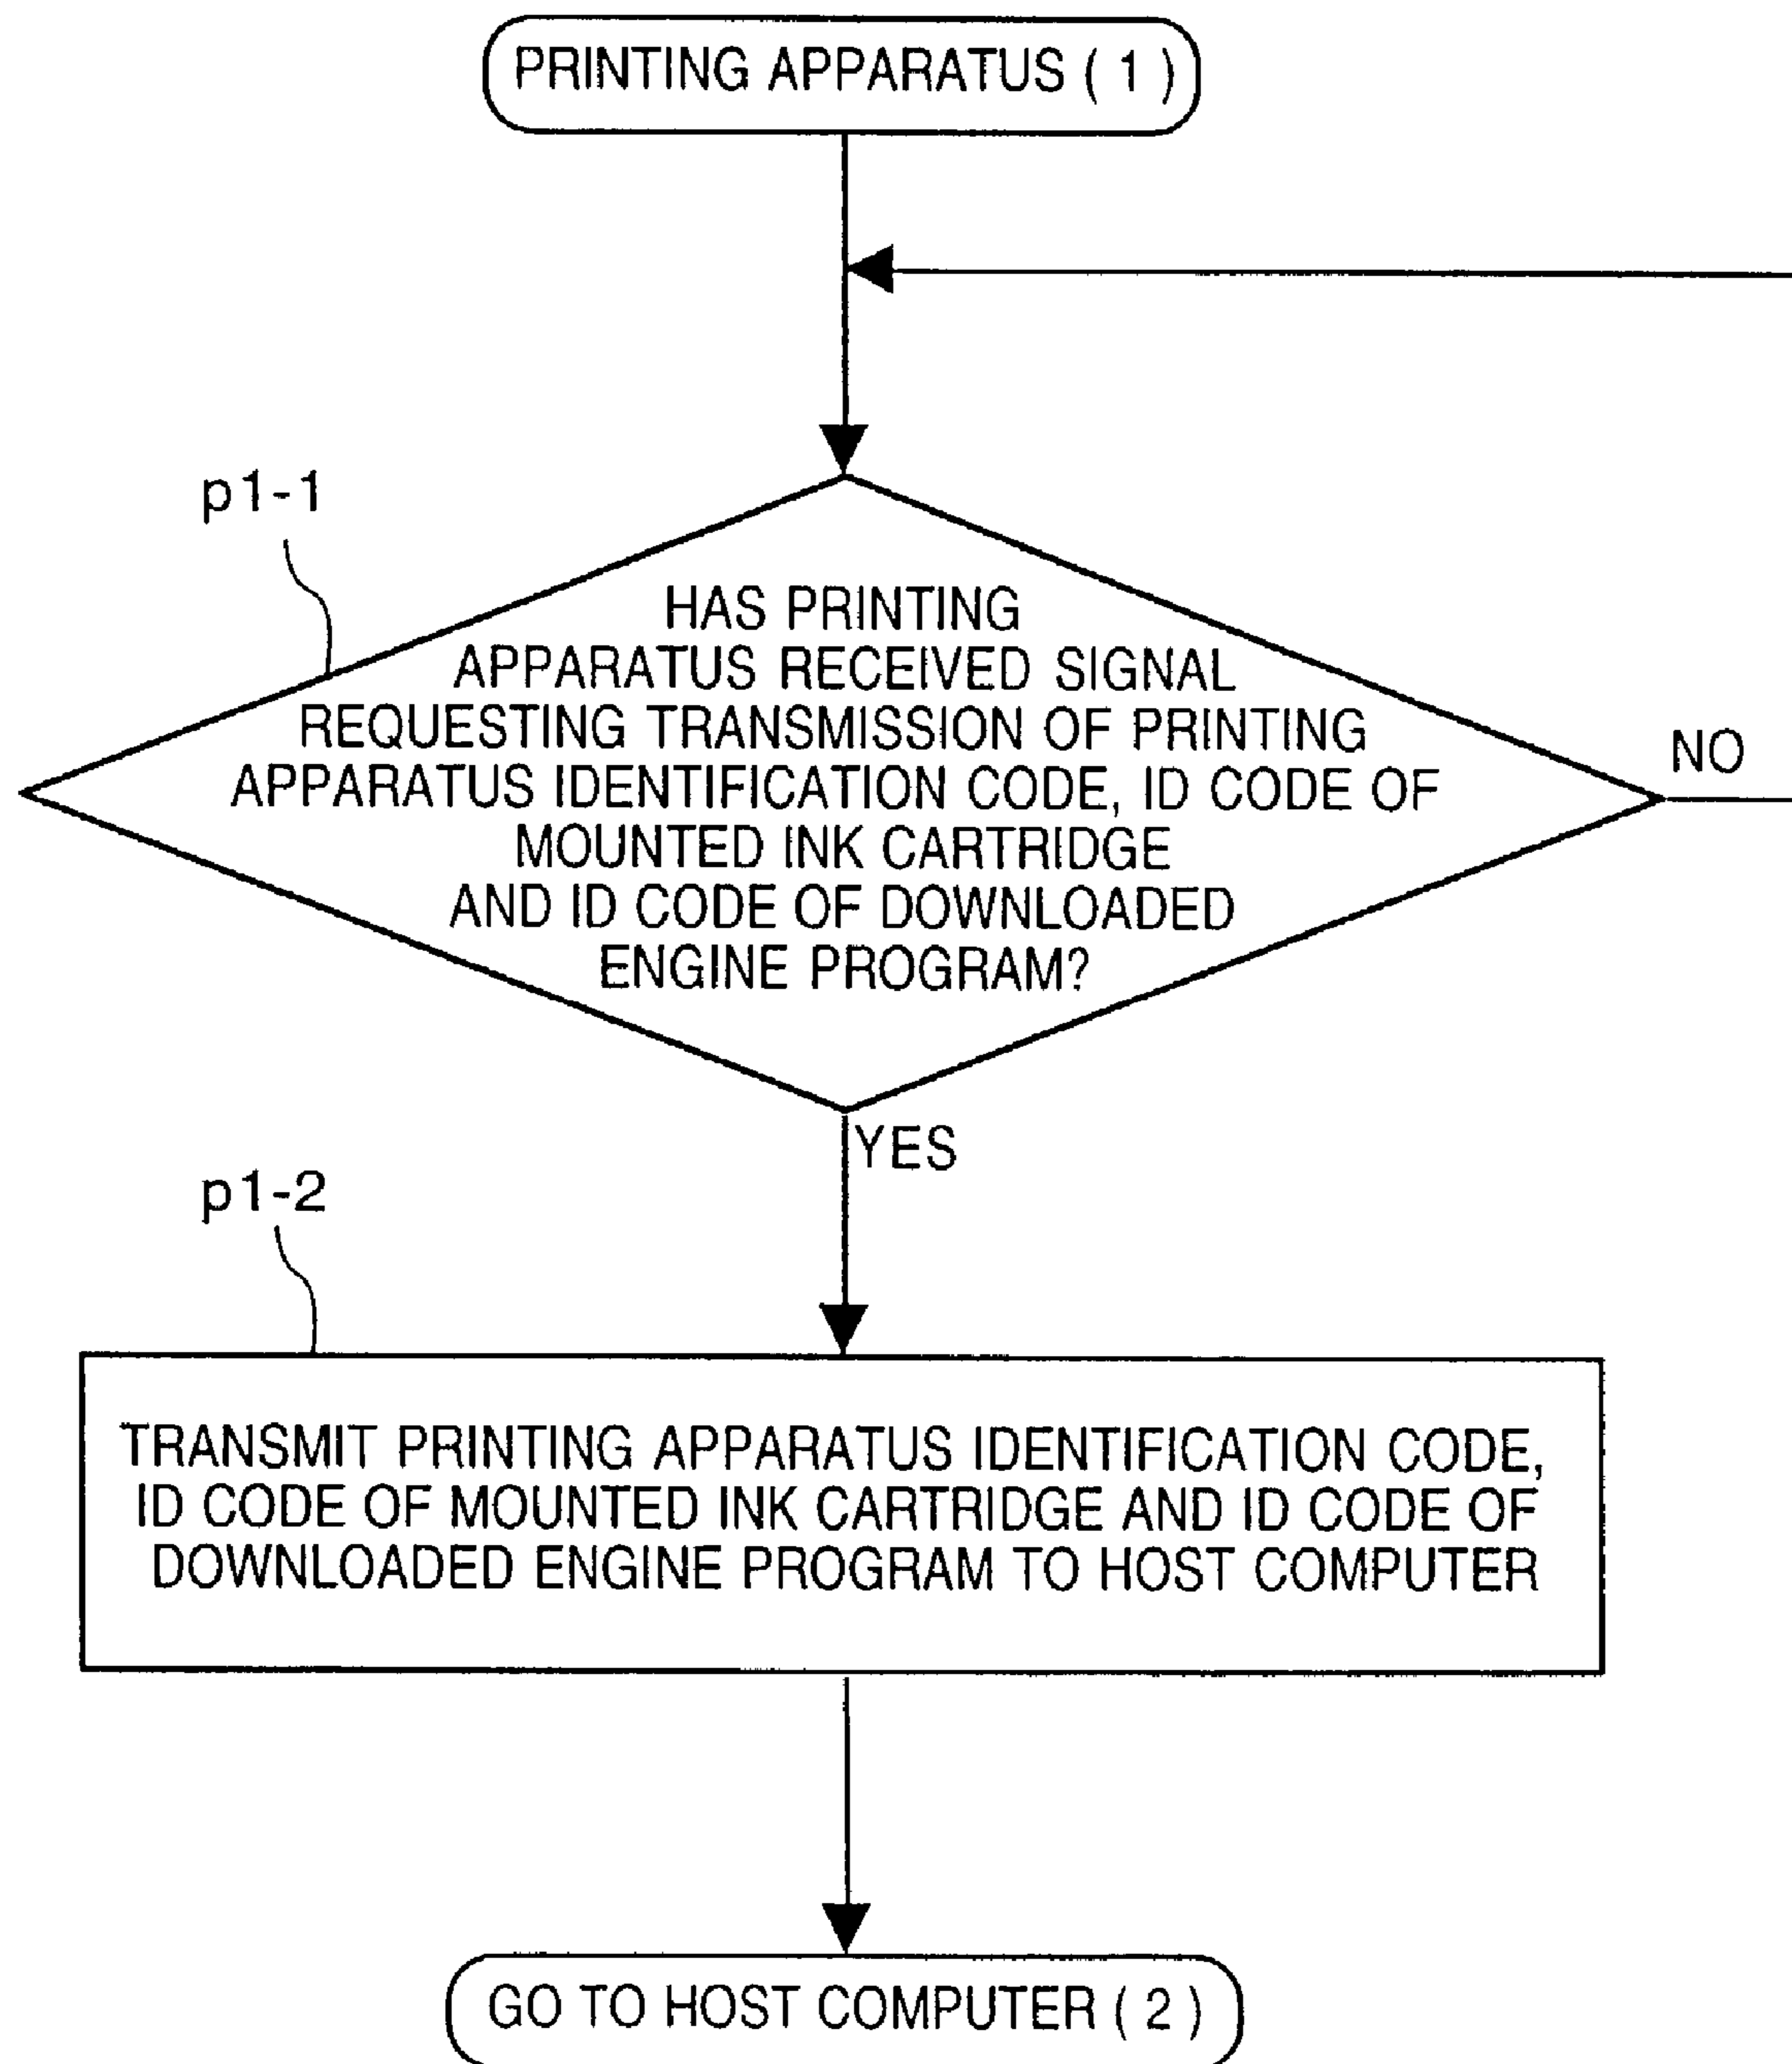 PRINTING APPARATUS ( 1 )
p1-1
HAS PRINTING
APPARATUS RECEIVED SIGNAL
REQUESTING TRANSMISSION OF PRINTING
APPARATUS IDENTIFICATION CODE, ID CODE OF
MOUNTED INK CARTRIDGE
AND ID CODE OF DOWNLOADED
ENGINE PROGRAM?
NO
YES
p1-2
TRANSMIT PRINTING APPARATUS IDENTIFICATION CODE,
ID CODE OF MOUNTED INK CARTRIDGE AND ID CODE OF
DOWNLOADED ENGINE PROGRAM TO HOST COMPUTER
GO TO HOST COMPUTER ( 2 )